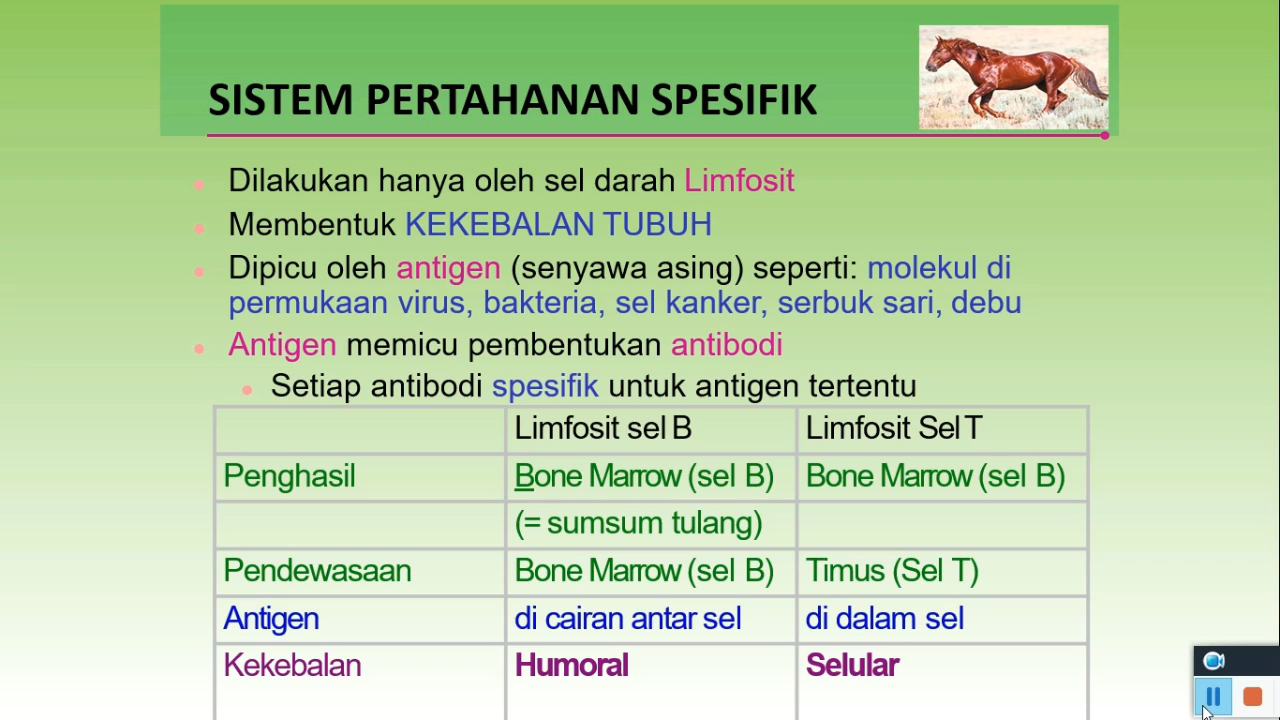 SISTEM PERTAHANAN SPESIFIK
Dilakukan hanya oleh sel darah Limfosit
Membentuk KEKEBALAN TUBUH
Dipicu oleh antigen (senyawa asing) seperti: molekul di
permukaan virus, bakteria, sel kanker, serbuk sari, debu
Antigen memicu pembentukan antibodi
Setiap antibodi spesifik untuk antigen tertentu
Limfosit sel B Limfosit Sel T
Penghasil Bone Marrow (sel B) Bone Marrow (sel B)
(= sumsum tulang)
Pendewasaan Bone Marrow (sel B) Timus (Sel T)
Antigen di cairan antar sel di dalam sel
Kekebalan Humoral Selular